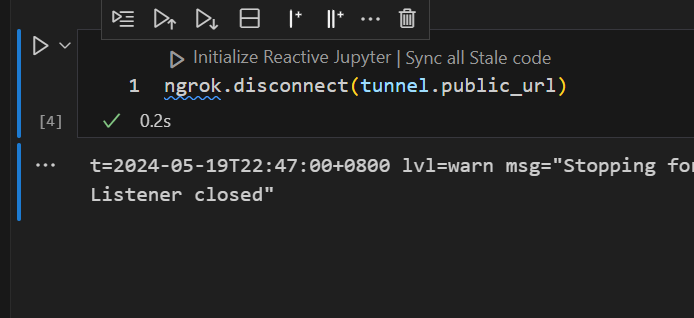 Initialize Reactive Jupyter | Sync all Stale code
1 ngrok.disconnect(tunnel.public_url)
[4] 0.2s
t=2024-05-19T22:47:00+0800 lvl=warn msg="Stopping for
Listener closed"